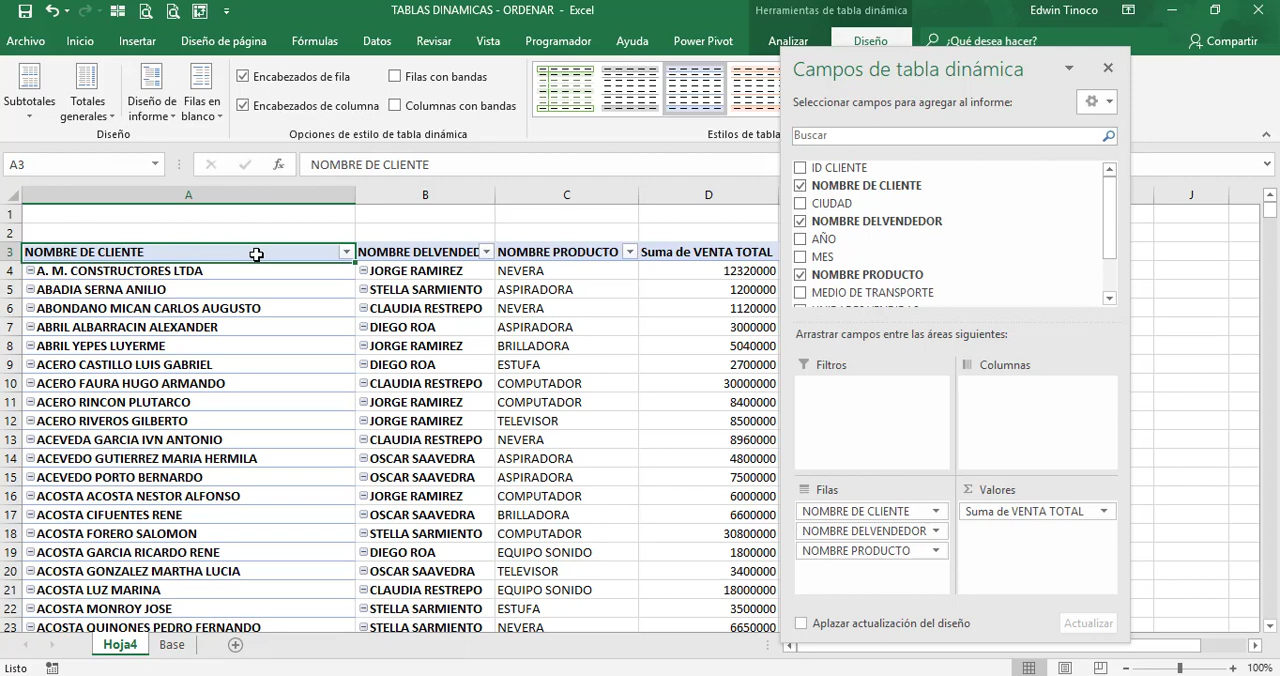 TABLAS DINAMICAS - ORDENAR - Excel
Herramientas de tabla dinámica
Edwin Tinoco
Archivo Inicio Insertar Diseño de página Fórmulas Datos Revisar Vista Programador Ayuda Power Pivot Analizar Diseño ¿Qué desea hacer? Compartir
Subtotales
Totales generales
Diseño de informe
Filas en blanco
Diseño
Encabezados de fila
Filas con bandas
Encabezados de columna
Columnas con bandas
Opciones de estilo de tabla dinámica
Estilos de tabla
A3
fx
NOMBRE DE CLIENTE
A B C D J
1
2
3 NOMBRE DE CLIENTE NOMBRE DELVENDED NOMBRE PRODUCTO Suma de VENTA TOTAL
4 A. M. CONSTRUCTORES LTDA JORGE RAMIREZ NEVERA 12320000
5 ABADIA SERNA ANILIO STELLA SARMIENTO ASPIRADORA 1200000
6 ABONDANO MICAN CARLOS AUGUSTO CLAUDIA RESTREPO NEVERA 1120000
7 ABRIL ALBARRACIN ALEXANDER DIEGO ROA ASPIRADORA 3000000
8 ABRIL YEPES LUYERME JORGE RAMIREZ BRILLADORA 5040000
9 ACERO CASTILLO LUIS GABRIEL DIEGO ROA ESTUFA 2700000
10 ACERO FAURA HUGO ARMANDO CLAUDIA RESTREPO COMPUTADOR 30000000
11 ACERO RINCON PLUTARCO JORGE RAMIREZ COMPUTADOR 8400000
12 ACERO RIVEROS GILBERTO JORGE RAMIREZ TELEVISOR 8500000
13 ACEVEDA GARCIA IVN ANTONIO CLAUDIA RESTREPO NEVERA 8960000
14 ACEVEDO GUTIERREZ MARIA HERMILA OSCAR SAAVEDRA ASPIRADORA 4800000
15 ACEVEDO PORTO BERNARDO OSCAR SAAVEDRA ASPIRADORA 7500000
16 ACOSTA ACOSTA NESTOR ALFONSO JORGE RAMIREZ COMPUTADOR 6000000
17 ACOSTA CIFUENTES RENE OSCAR SAAVEDRA BRILLADORA 6600000
18 ACOSTA FORERO SALOMON STELLA SARMIENTO COMPUTADOR 30800000
19 ACOSTA GARCIA RICARDO RENE DIEGO ROA EQUIPO SONIDO 1800000
20 ACOSTA GONZALEZ MARTHA LUCIA OSCAR SAAVEDRA TELEVISOR 3400000
21 ACOSTA LUZ MARINA CLAUDIA RESTREPO EQUIPO SONIDO 18000000
22 ACOSTA MONROY JOSE STELLA SARMIENTO ESTUFA 3500000
23 ACOSTA QUINONES PEDRO FERNANDO STELLA SARMIENTO NEVERA 6650000
Campos de tabla dinámica
Seleccionar campos para agregar al informe:
Buscar
ID CLIENTE
NOMBRE DE CLIENTE
CIUDAD
NOMBRE DELVENDEDOR
AÑO
MES
NOMBRE PRODUCTO
MEDIO DE TRANSPORTE
Arrastrar campos entre las áreas siguientes:
Filtros
Columnas
Filas
NOMBRE DE CLIENTE
NOMBRE DELVENDEDOR
NOMBRE PRODUCTO
Σ Valores
Suma de VENTA TOTAL
Aplazar actualización del diseño
Actualizar
Hoja4 Base
Listo
100%